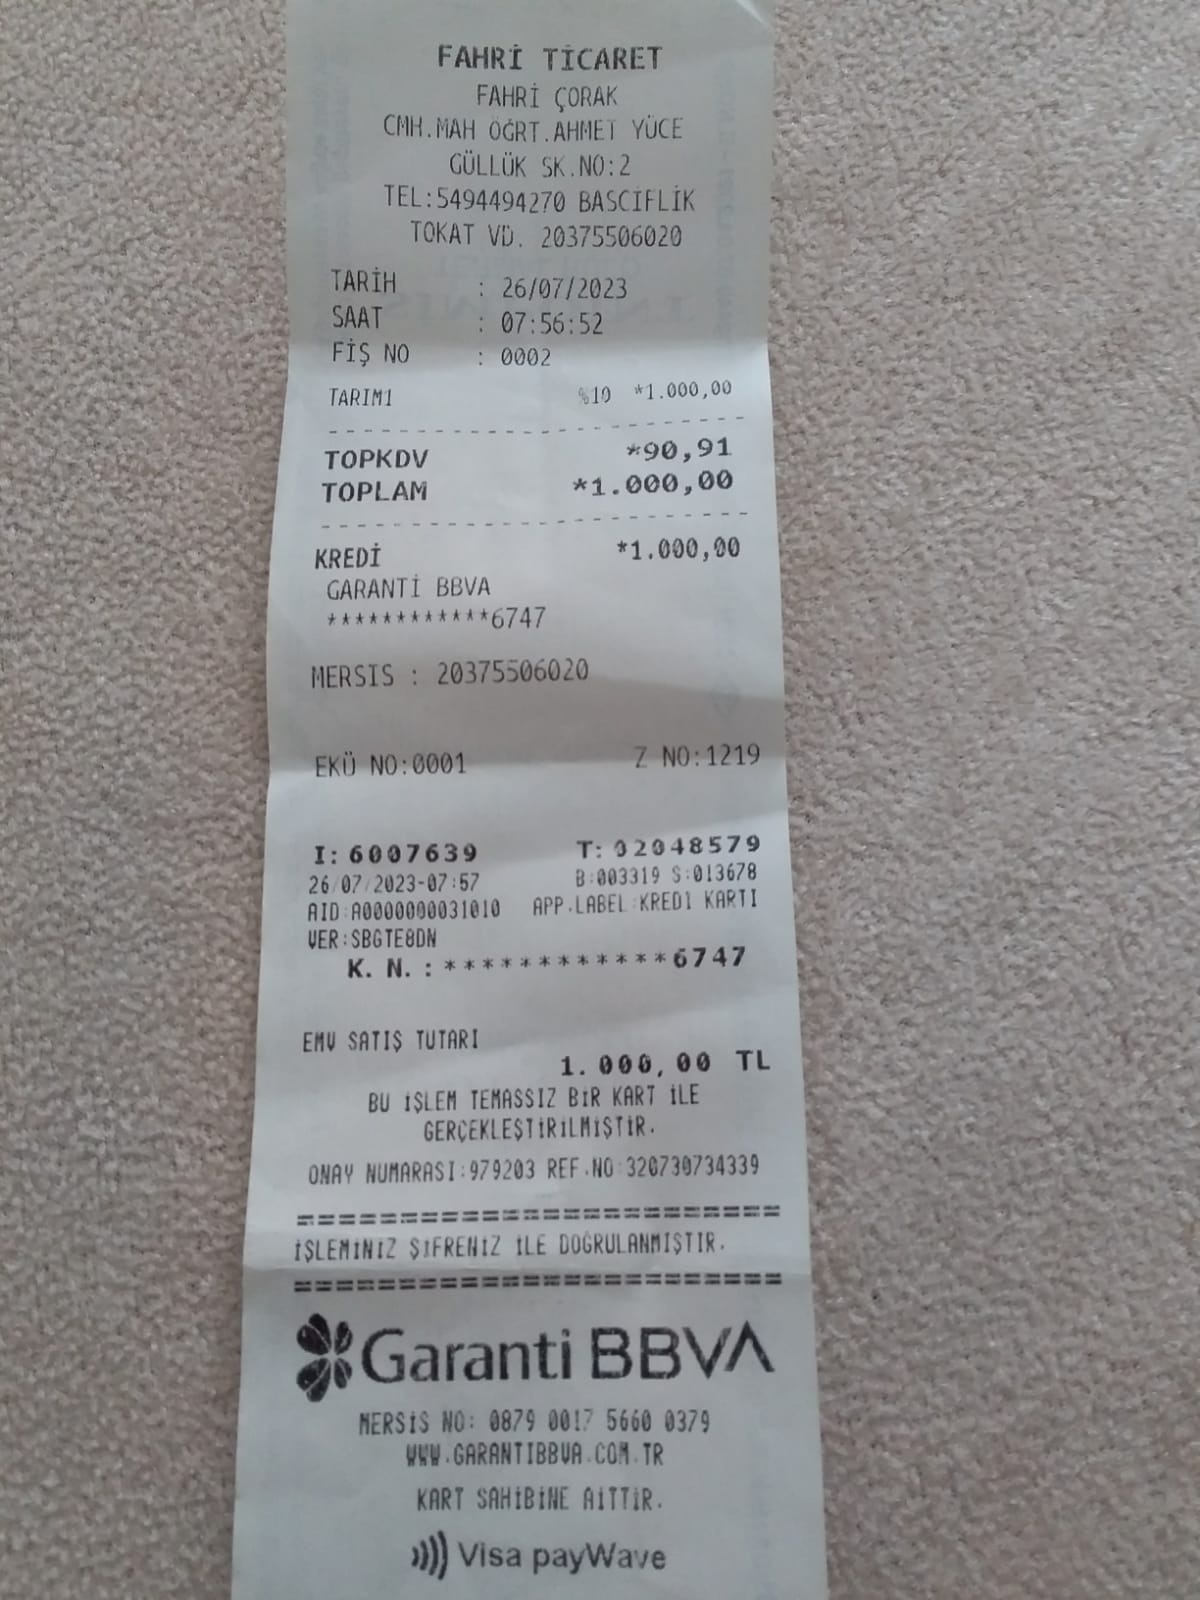 FAHRİ TİCARET
FAHRİ ÇORAK
CMH.MAH ÖĞRT.AHMET YÜCE
GÜLLÜK SK.NO:2
TEL:5494494270 BASCİFLİK
TOKAT VD. 20375506020
TARİH : 26/07/2023
SAAT : 07:56:52
FİŞ NO : 0002
TARIM1 %10 *1.000,00
TOPKDV *90,91
TOPLAM *1.000,00
KREDİ *1.000,00
GARANTİ BBVA
************6747
MERSIS : 20375506020
EKÜ NO:0001 Z NO:1219
I: 6007639 T: 02048579
26/07/2023-07:57 B:003319 S:013678
AID:A0000000031010 APP.LABEL:KREDI KARTI
VER:SBGTE8DN
K. N. : ************6747
EMV SATIŞ TUTARI
1.000,00 TL
BU İŞLEM TEMASSIZ BİR KART İLE
GERÇEKLEŞTİRİLMİŞTİR.
ONAY NUMARASI:979203 REF.NO:320730734339
=========================
İŞLEMİNİZ ŞİFRENİZ İLE DOĞRULANMIŞTIR.
=========================
Garanti BBVA
MERSİS NO: 0879 0017 5660 0379
WWW.GARANTIBBVA.COM.TR
KART SAHİBİNE AİTTİR.
Visa payWave